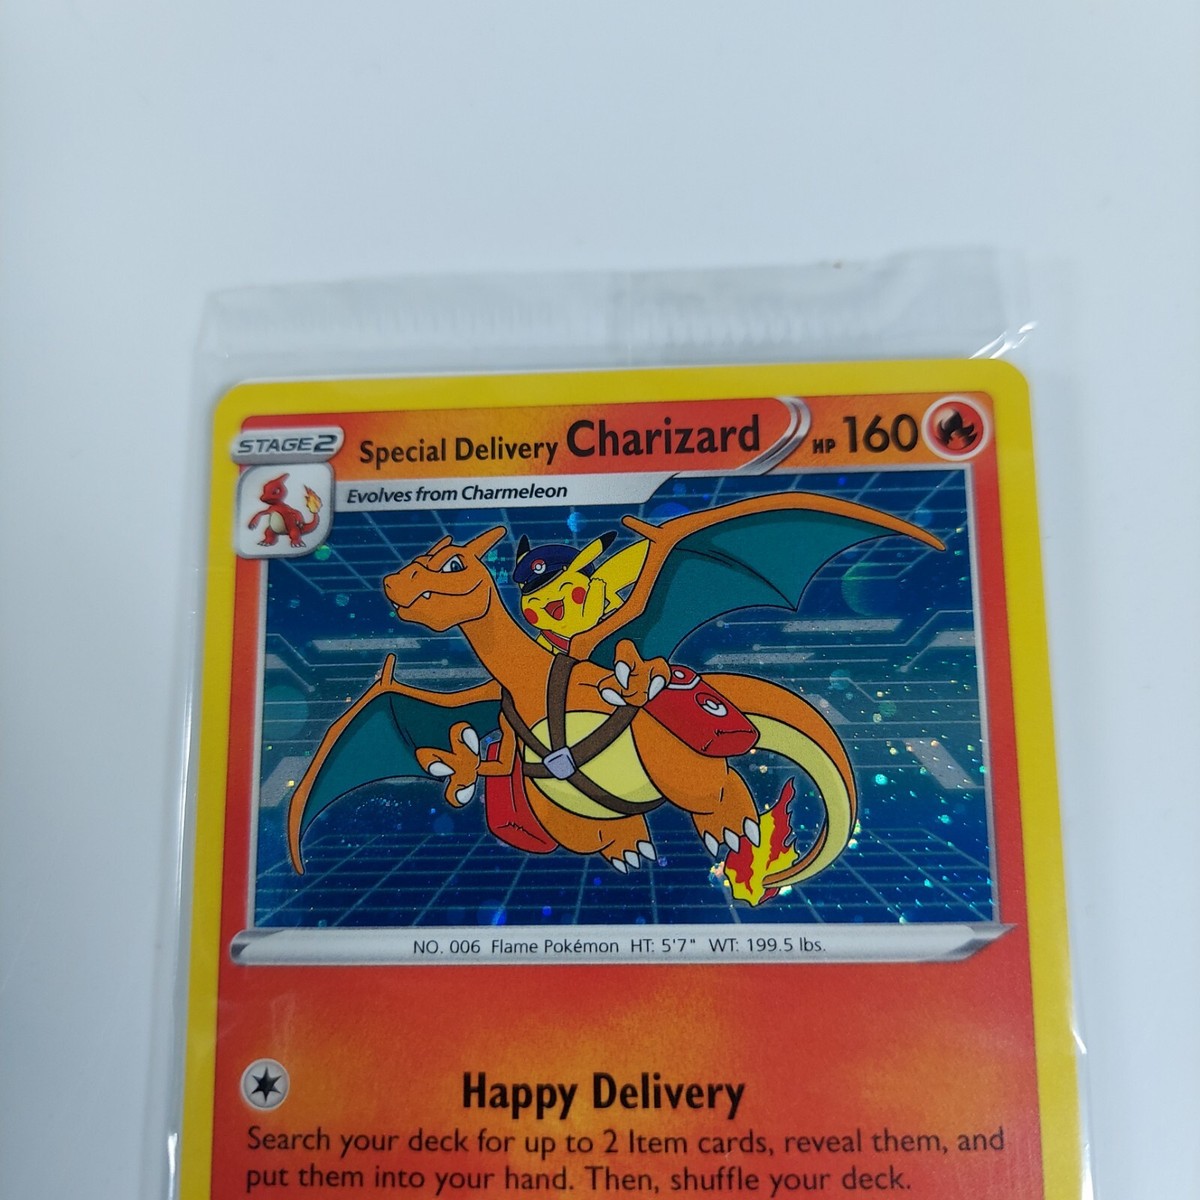 STAGE2
Special Delivery Charizard HP 160
Evolves from Charmeleon
NO. 006 Flame Pokémon HT: 5'7" WT: 199.5 lbs.
Happy Delivery
Search your deck for up to 2 Item cards, reveal them, and
put them into your hand. Then, shuffle your deck.